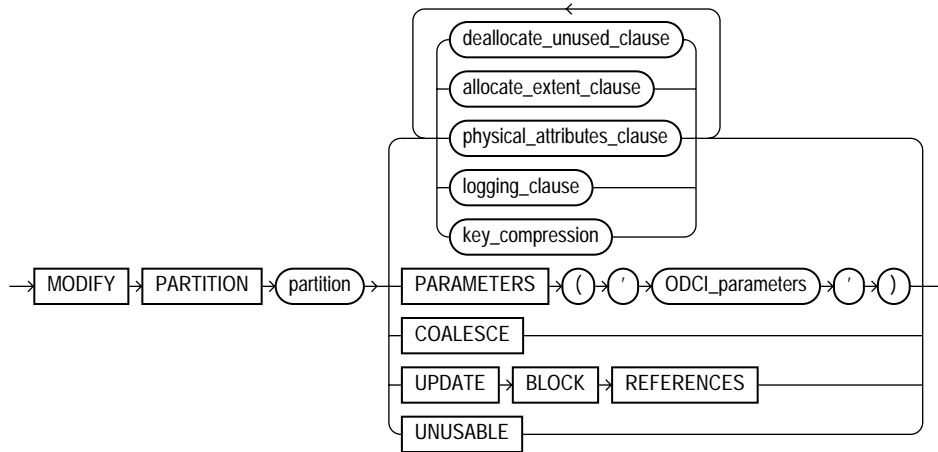 deallocate_unused_clause
allocate_extent_clause
physical_attributes_clause
logging_clause
key_compression
MODIFY PARTITION partition PARAMETERS ( ' ODCI_parameters ' )
COALESCE
UPDATE BLOCK REFERENCES
UNUSABLE